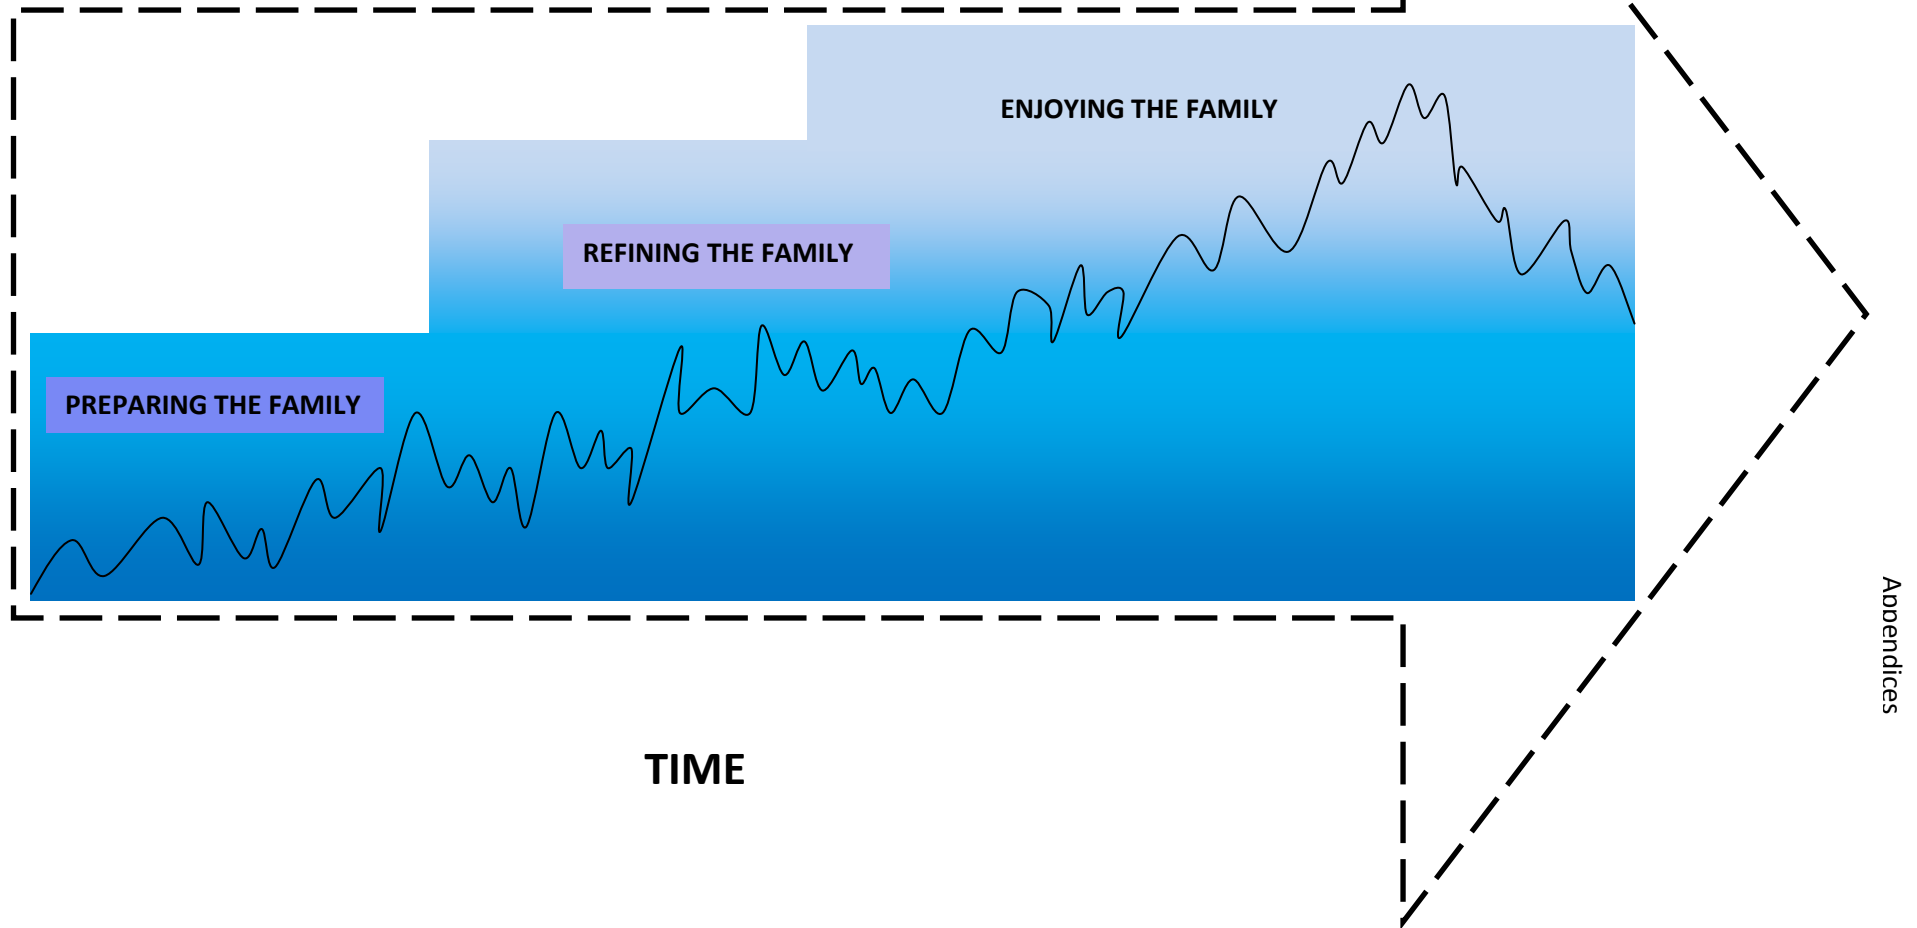 ENJOYING THE FAMILY
REFINING THE FAMILY
PREPARING THE FAMILY
TIME
Appendices